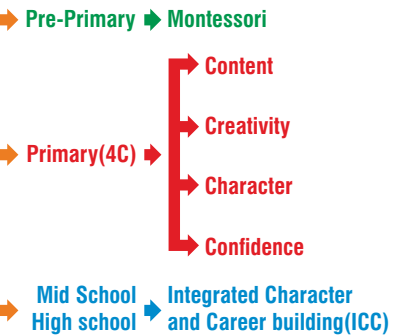 Pre-Primary Montessori
Content
Creativity
Primary(4C)
Character
Confidence
Mid School
High school
Integrated Character
and Career building(ICC)